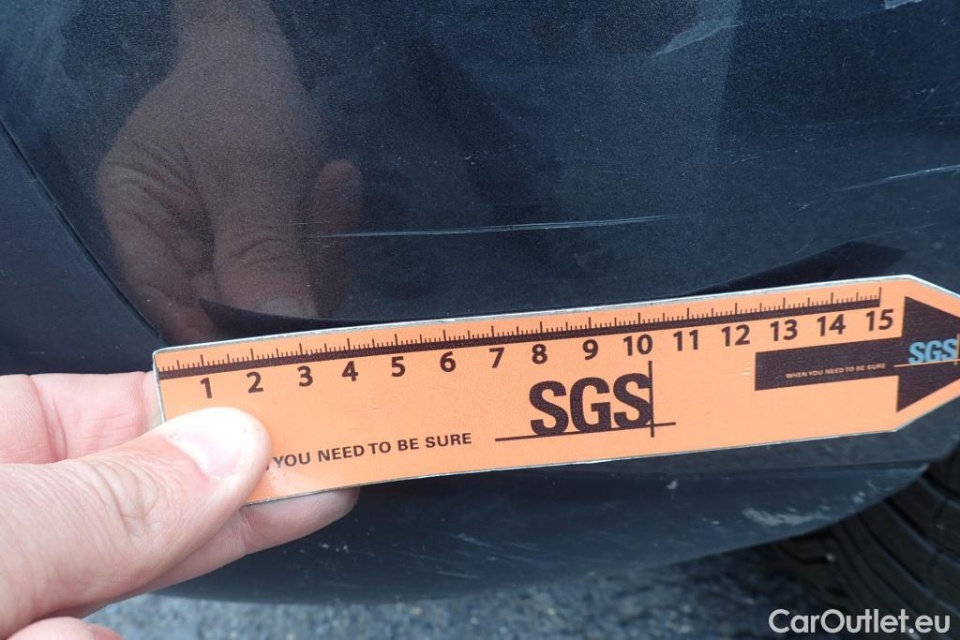 1 2 3 4 5 6 7 8 9 10 11 12 13 14 15
SGS
WHEN YOU NEED TO BE SURE
SGS
YOU NEED TO BE SURE
CarOutlet.eu